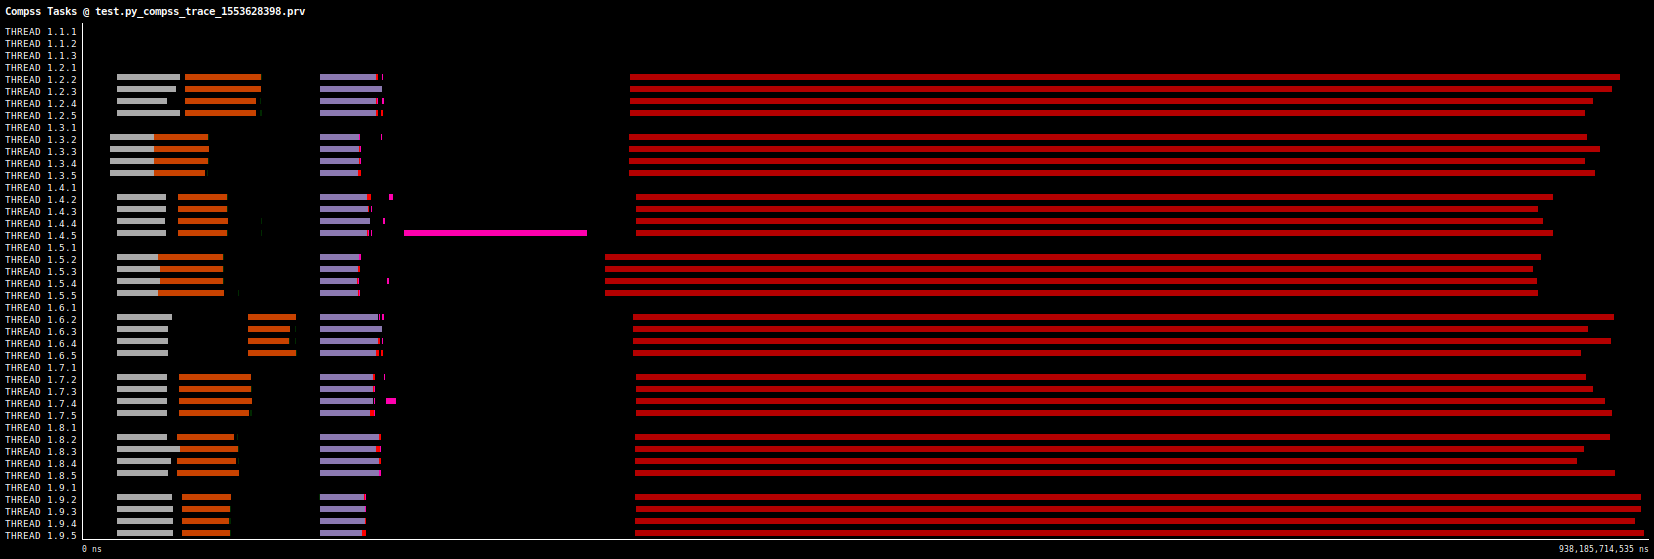 Compss Tasks @ test.py_compss_trace_1553628398.prv
THREAD 1.1.1
THREAD 1.1.2
THREAD 1.1.3
THREAD 1.2.1
THREAD 1.2.2
THREAD 1.2.3
THREAD 1.2.4
THREAD 1.2.5
THREAD 1.3.1
THREAD 1.3.2
THREAD 1.3.3
THREAD 1.3.4
THREAD 1.3.5
THREAD 1.4.1
THREAD 1.4.2
THREAD 1.4.3
THREAD 1.4.4
THREAD 1.4.5
THREAD 1.5.1
THREAD 1.5.2
THREAD 1.5.3
THREAD 1.5.4
THREAD 1.5.5
THREAD 1.6.1
THREAD 1.6.2
THREAD 1.6.3
THREAD 1.6.4
THREAD 1.6.5
THREAD 1.7.1
THREAD 1.7.2
THREAD 1.7.3
THREAD 1.7.4
THREAD 1.7.5
THREAD 1.8.1
THREAD 1.8.2
THREAD 1.8.3
THREAD 1.8.4
THREAD 1.8.5
THREAD 1.9.1
THREAD 1.9.2
THREAD 1.9.3
THREAD 1.9.4
THREAD 1.9.5
0 ns
938,185,714,535 ns